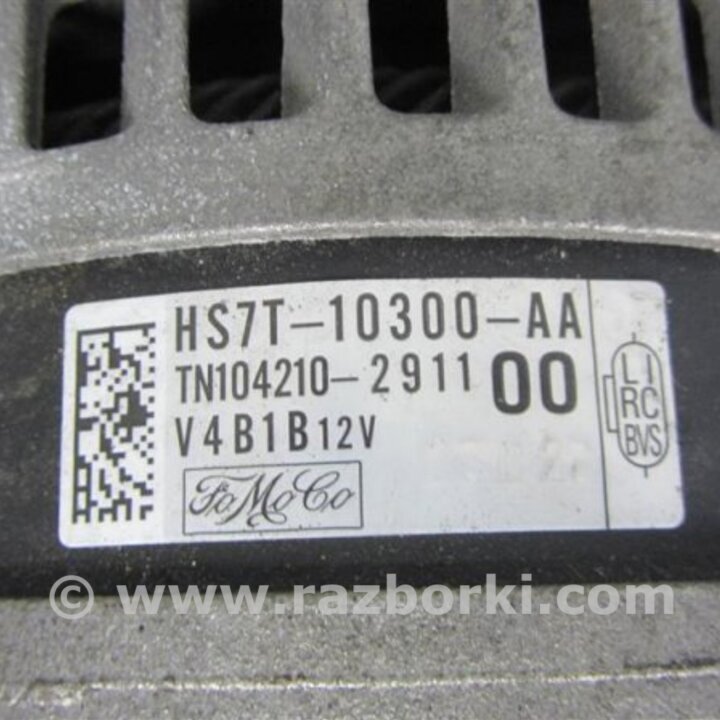 HS7T-10300-AA
TN104210-2911 00
V4B1B12V
FoMoCo
LI
RC
BVS
© www.razborki.com